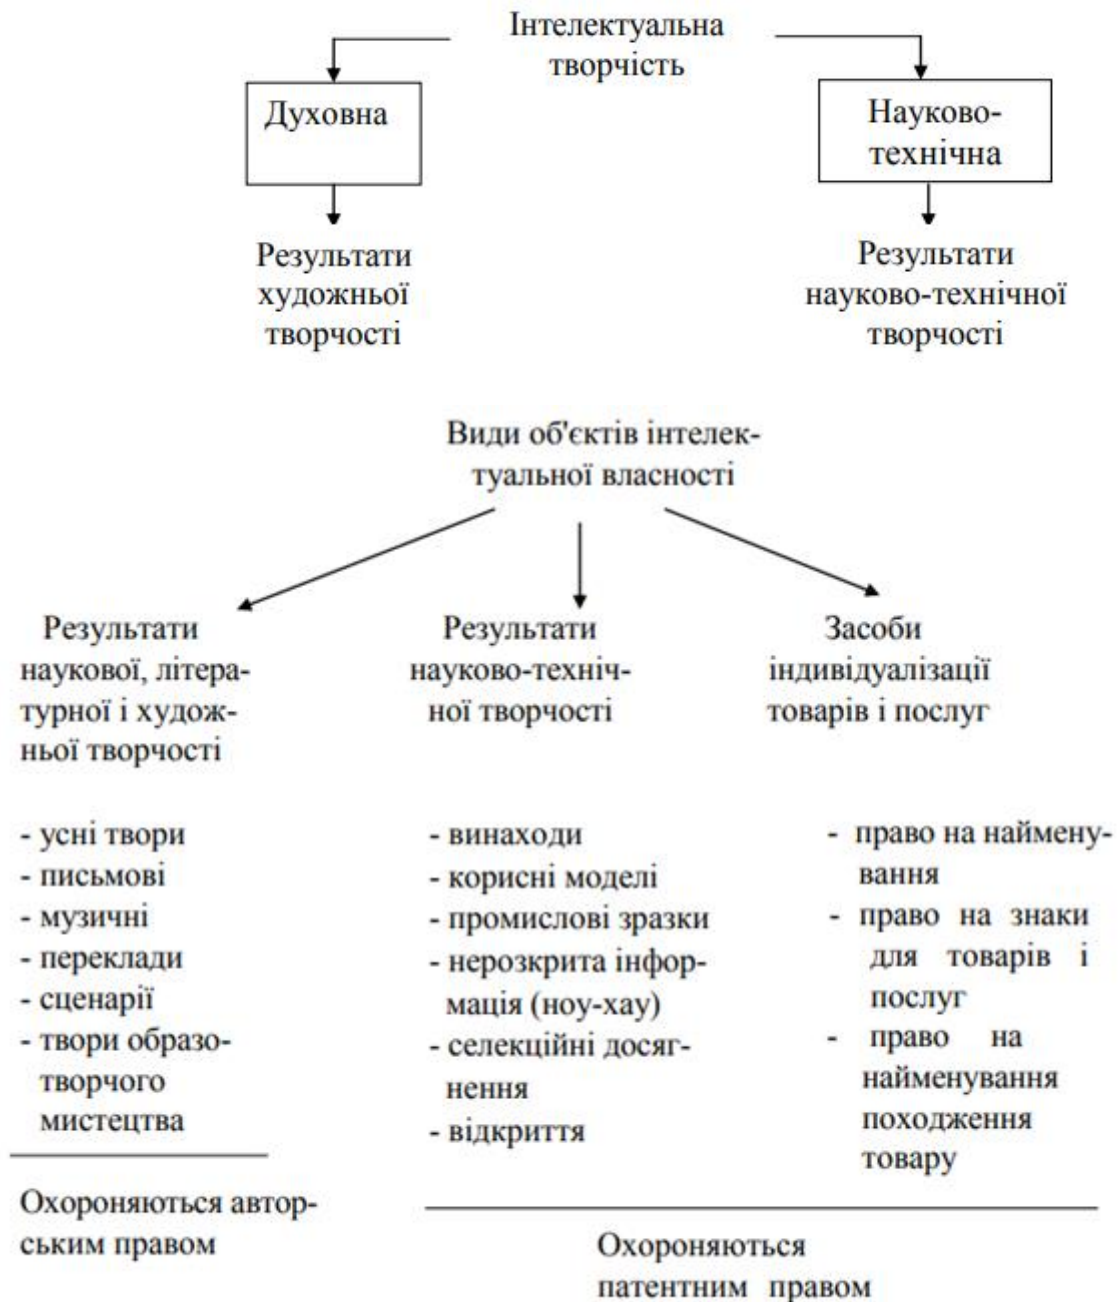 Інтелектуальна
творчість
Духовна
Науково-
технічна
Результати
художньої
творчості
Результати
науково-технічної
творчості
Види об'єктів інтелек-
туальної власності
Результати
наукової, літера-
турної і худож-
ньої творчості
Результати
науково-техніч-
ної творчості
Засоби
індивідуалізації
товарів і послуг
- усні твори
- письмові
- музичні
- переклади
- сценарії
- твори образо-
творчого
мистецтва
Охороняються автор-
ським правом
- винаходи
- корисні моделі
- промислові зразки
- нерозкрита інфор-
мація (ноу-хау)
- селекційні досяг-
нення
- відкриття
- право на наймену-
вання
- право на знаки
для товарів і
послуг
- право на
найменування
походження
товару
Охороняються
патентним правом